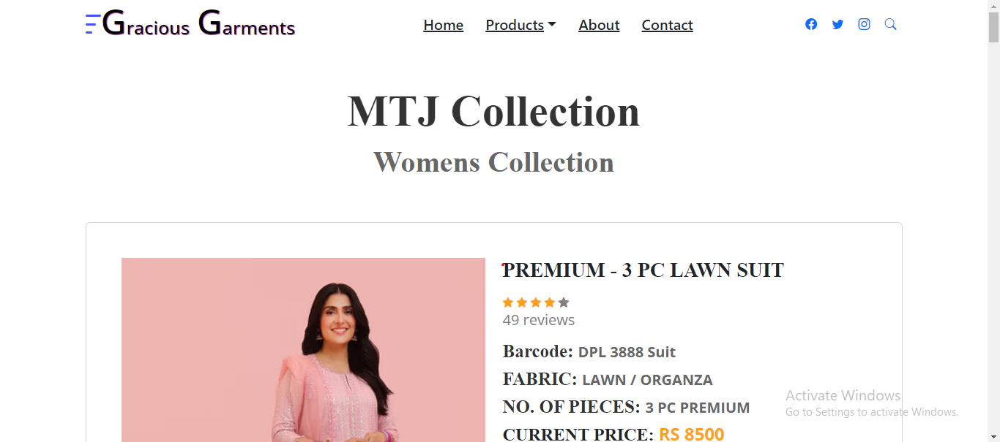 Gracious Garments
Home Products About Contact
MTJ Collection
Womens Collection
PREMIUM - 3 PC LAWN SUIT
49 reviews
Barcode: DPL 3888 Suit
FABRIC: LAWN / ORGANZA
NO. OF PIECES: 3 PC PREMIUM
CURRENT PRICE: RS 8500
Activate Windows
Go to Settings to activate Windows.